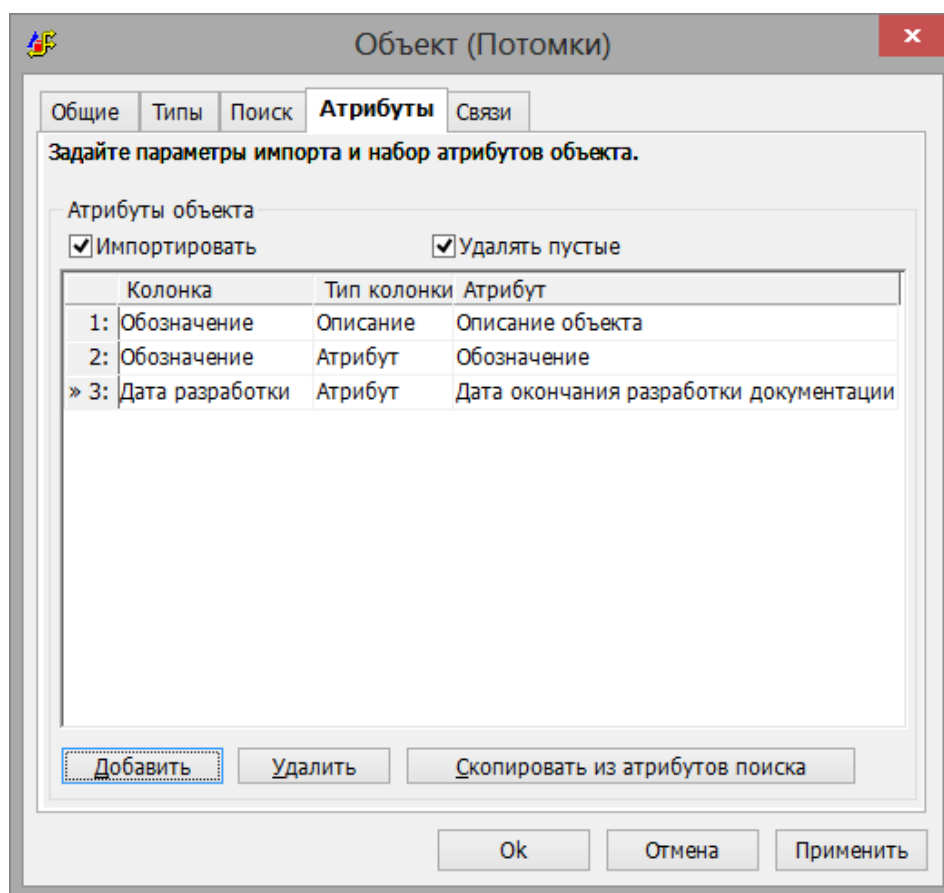 Объект (Потомки)
Общие Типы Поиск Атрибуты Связи
Задайте параметры импорта и набор атрибутов объекта.
Атрибуты объекта
Импортировать Удалять пустые
Колонка Тип колонки Атрибут
1: Обозначение Описание Описание объекта
2: Обозначение Атрибут Обозначение
» 3: Дата разработки Атрибут Дата окончания разработки документации
Добавить Удалить Скопировать из атрибутов поиска
Ok Отмена Применить